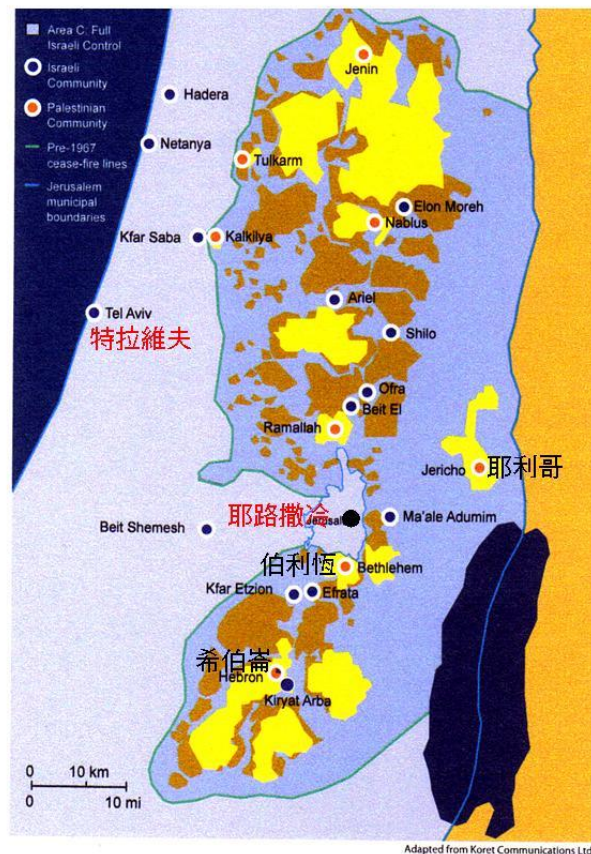 Area C: Full
Israeli Control
Israeli
Community
Palestinian
Community
Pre-1967
cease-fire lines
Jerusalem
municipal
boundaries
Jenin
Hadera
Netanya
Tulkarm
Elon Moreh
Nablus
Kfar Saba
Kalkilya
Ariel
Tel Aviv
特拉維夫
Shilo
Ofra
Beit El
Ramallah
Jericho
耶利哥
耶路撒冷
Ma'ale Adumim
Beit Shemesh
伯利恆
Bethlehem
Kfar Etzion
Efrata
希伯崙
Hebron
Kiryat Arba
0 10 km
0 10 mi
Adapted from Koret Communications Ltd